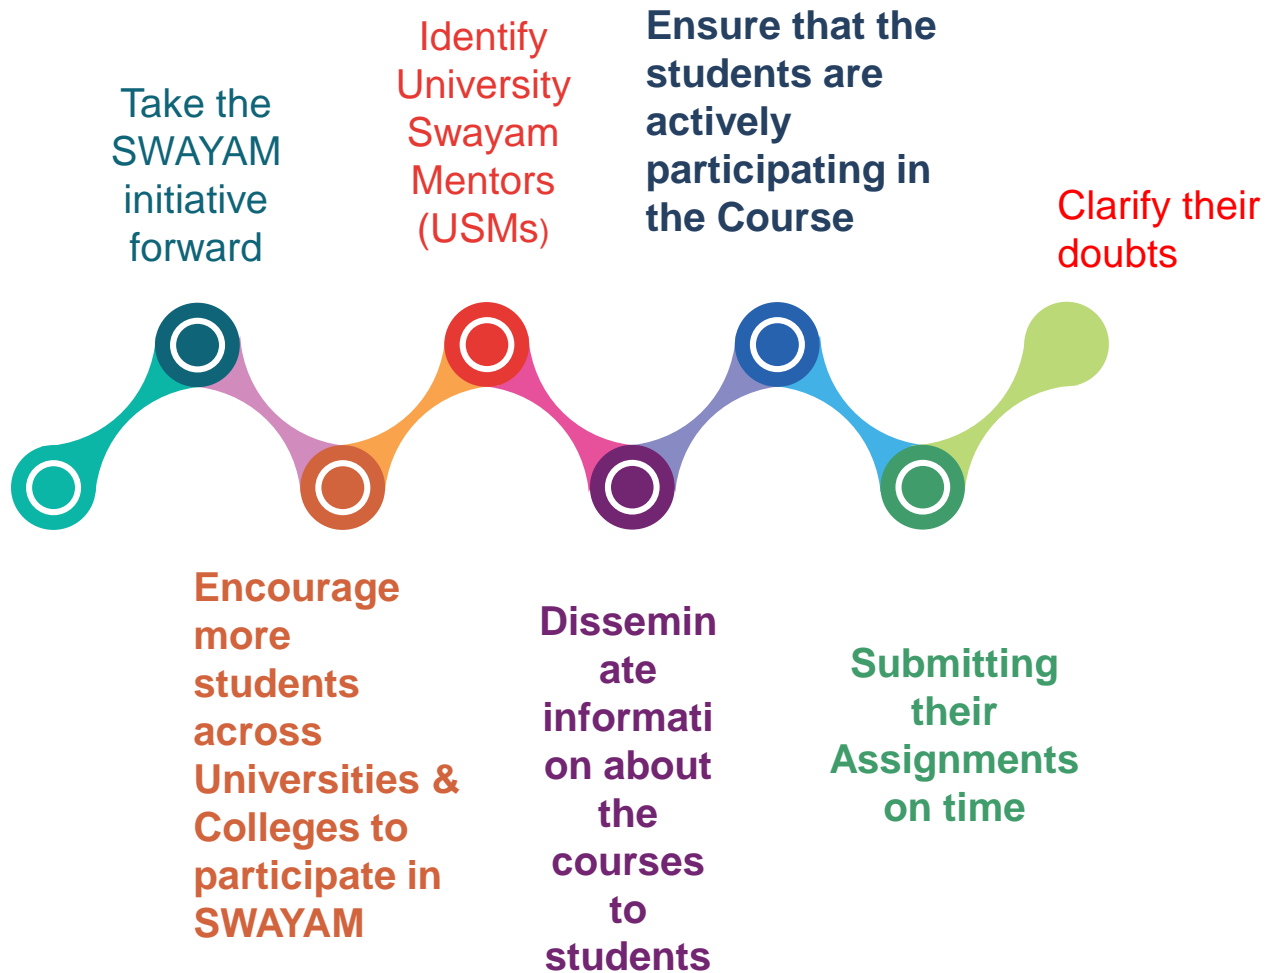 Take the
SWAYAM
initiative
forward
Encourage
more
students
across
Universities &
Colleges to
participate in
SWAYAM
Identify
University
Swayam
Mentors
(USMs)
Dissemin
ate
informati
on about
the
courses
to
students
Ensure that the
students are
actively
participating in
the Course
Submitting
their
Assignments
on time
Clarify their
doubts